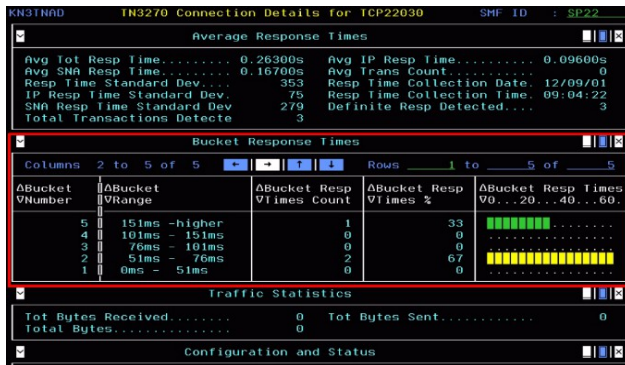 KN3TNAD TN3270 Connection Details for TCP22030 SMF ID : SP22
Average Response Times
Avg Tot Resp Time......... 0.26300s Avg IP Resp Time.......... 0.09600s
Avg SNA Resp Time......... 0.16700s Avg Trans Count........... 0
Resp Time Standard Dev.... 353 Resp Time Collection Date. 12/09/01
IP Resp Time Standard Dev. 75 Resp Time Collection Time. 09:04:22
SNA Resp Time Standard Dev 279 Definite Resp Detected.... 3
Total Transactions Detecte 3
Bucket Response Times
Columns 2 to 5 of 5 ← → ↑ ↓ Rows 1 to 5 of 5
ΔBucket ΔBucket ΔBucket Resp ΔBucket Resp ΔBucket Resp Times
∇Number ∇Range ∇Times Count ∇Times % ∇0...20...40...60.
5 151ms -higher 1 33
4 101ms - 151ms 0 0
3 76ms - 101ms 0 0
2 51ms - 76ms 2 67
1 0ms - 51ms 0 0
Traffic Statistics
Tot Bytes Received........ 0 Tot Bytes Sent............ 0
Total Bytes............... 0
Configuration and Status